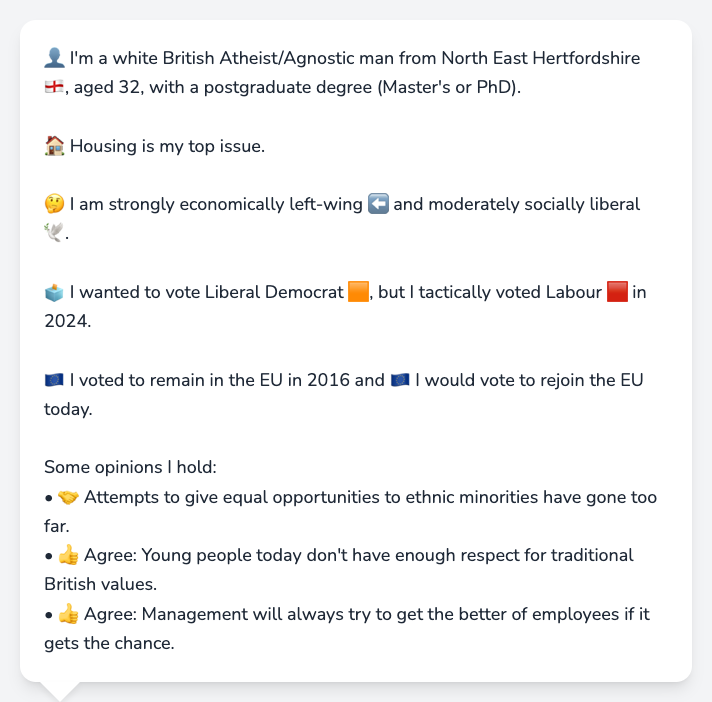 👤 I'm a white British Atheist/Agnostic man from North East Hertfordshire
🏴󠁧󠁢󠁥󠁮󠁧󠁿, aged 32, with a postgraduate degree (Master's or PhD).
🏠 Housing is my top issue.
🤔 I am strongly economically left-wing ⬅️ and moderately socially liberal
🕊️.
🗳️ I wanted to vote Liberal Democrat 🟧, but I tactically voted Labour 🟥 in
2024.
🇪🇺 I voted to remain in the EU in 2016 and 🇪🇺 I would vote to rejoin the EU
today.
Some opinions I hold:
• 🤝 Attempts to give equal opportunities to ethnic minorities have gone too
far.
• 👍 Agree: Young people today don't have enough respect for traditional
British values.
• 👍 Agree: Management will always try to get the better of employees if it
gets the chance.